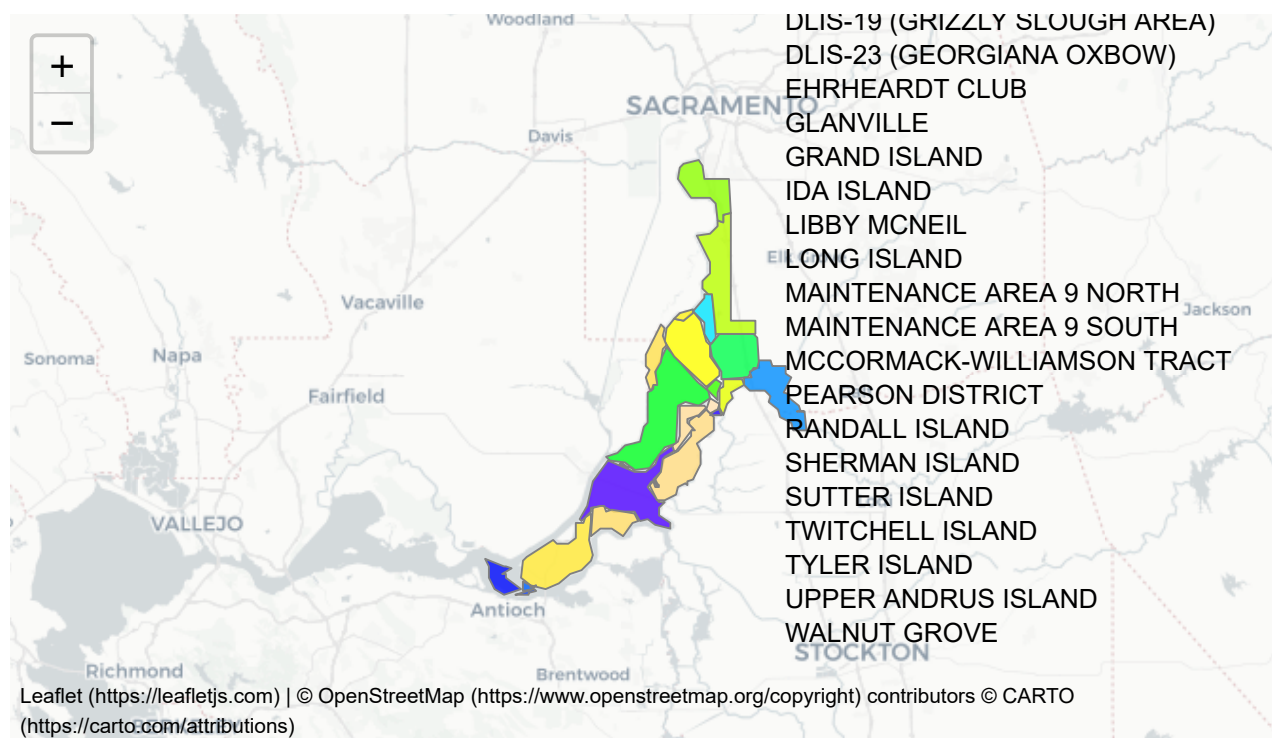 Woodland
DLIS-19 (GRIZZLY SLOUGH AREA)
+
DLIS-23 (GEORGIANA OXBOW)
EHRHEARDT CLUB
SACRAMENTO
−
GLANVILLE
Davis
GRAND ISLAND
IDA ISLAND
LIBBY MCNEIL
LONG ISLAND
MAINTENANCE AREA 9 NORTH
Vacaville
Jackson
MAINTENANCE AREA 9 SOUTH
Sonoma
Napa
MCCORMACK-WILLIAMSON TRACT
Fairfield
PEARSON DISTRICT
RANDALL ISLAND
SHERMAN ISLAND
SUTTER ISLAND
VALLEJO
TWITCHELL ISLAND
TYLER ISLAND
UPPER ANDRUS ISLAND
Antioch
WALNUT GROVE
STOCKTON
Richmond
Brentwood
Leaflet (https://leafletjs.com) | © OpenStreetMap (https://www.openstreetmap.org/copyright) contributors © CARTO
(https://carto.com/attributions)